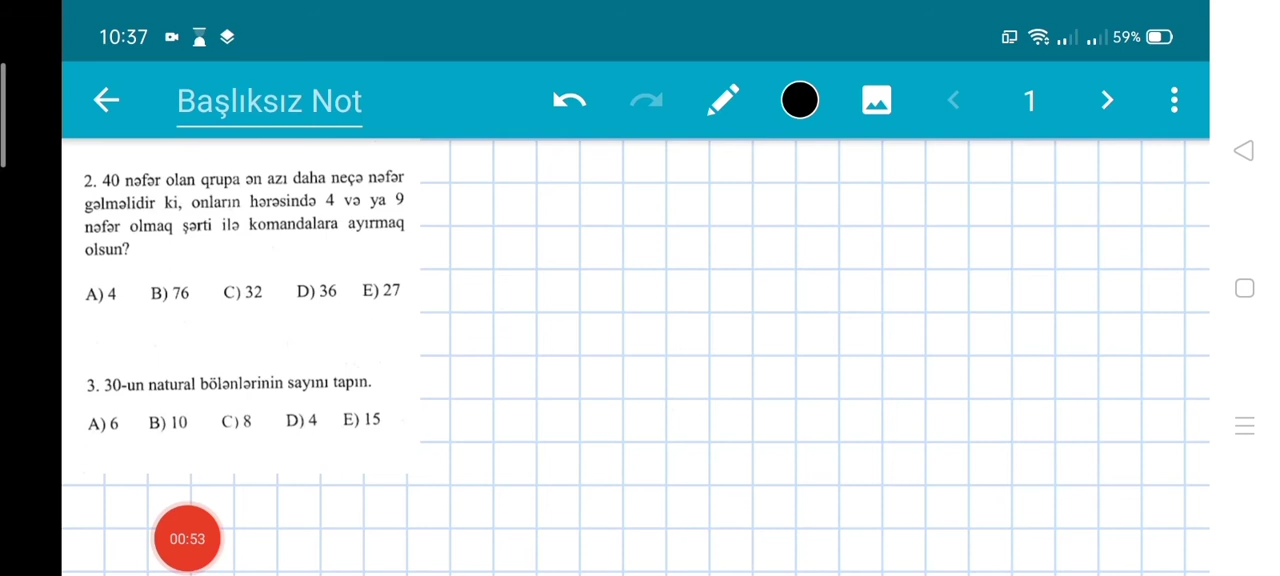 10:37
59%
Başlıksız Not
1
2. 40 nəfər olan qrupa ən azı daha neçə nəfər
gəlməlidir ki, onların hərəsində 4 və ya 9
nəfər olmaq şərti ilə komandalara ayırmaq
olsun?
A) 4 B) 76 C) 32 D) 36 E) 27
3. 30-un natural bölənlərinin sayını tapın.
A) 6 B) 10 C) 8 D) 4 E) 15
00:53